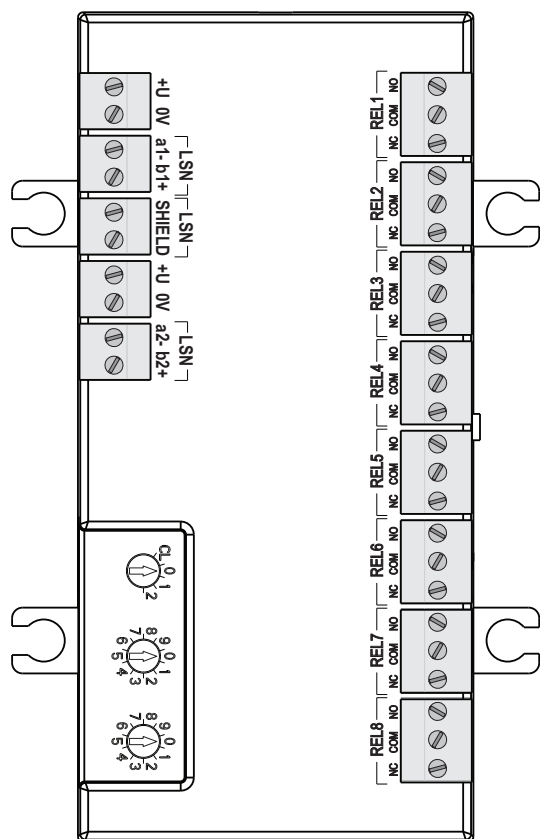 +U 0V
a1- b1+
LSN
SHIELD
LSN
+U 0V
a2- b2+
LSN
REL1
NO COM NC
REL2
NO COM NC
REL3
NO COM NC
REL4
NO COM NC
REL5
NO COM NC
REL6
NO COM NC
REL7
NO COM NC
REL8
NO COM NC
CL 0 1 2
0 1 2 3 4 5 6 7 8 9
0 1 2 3 4 5 6 7 8 9